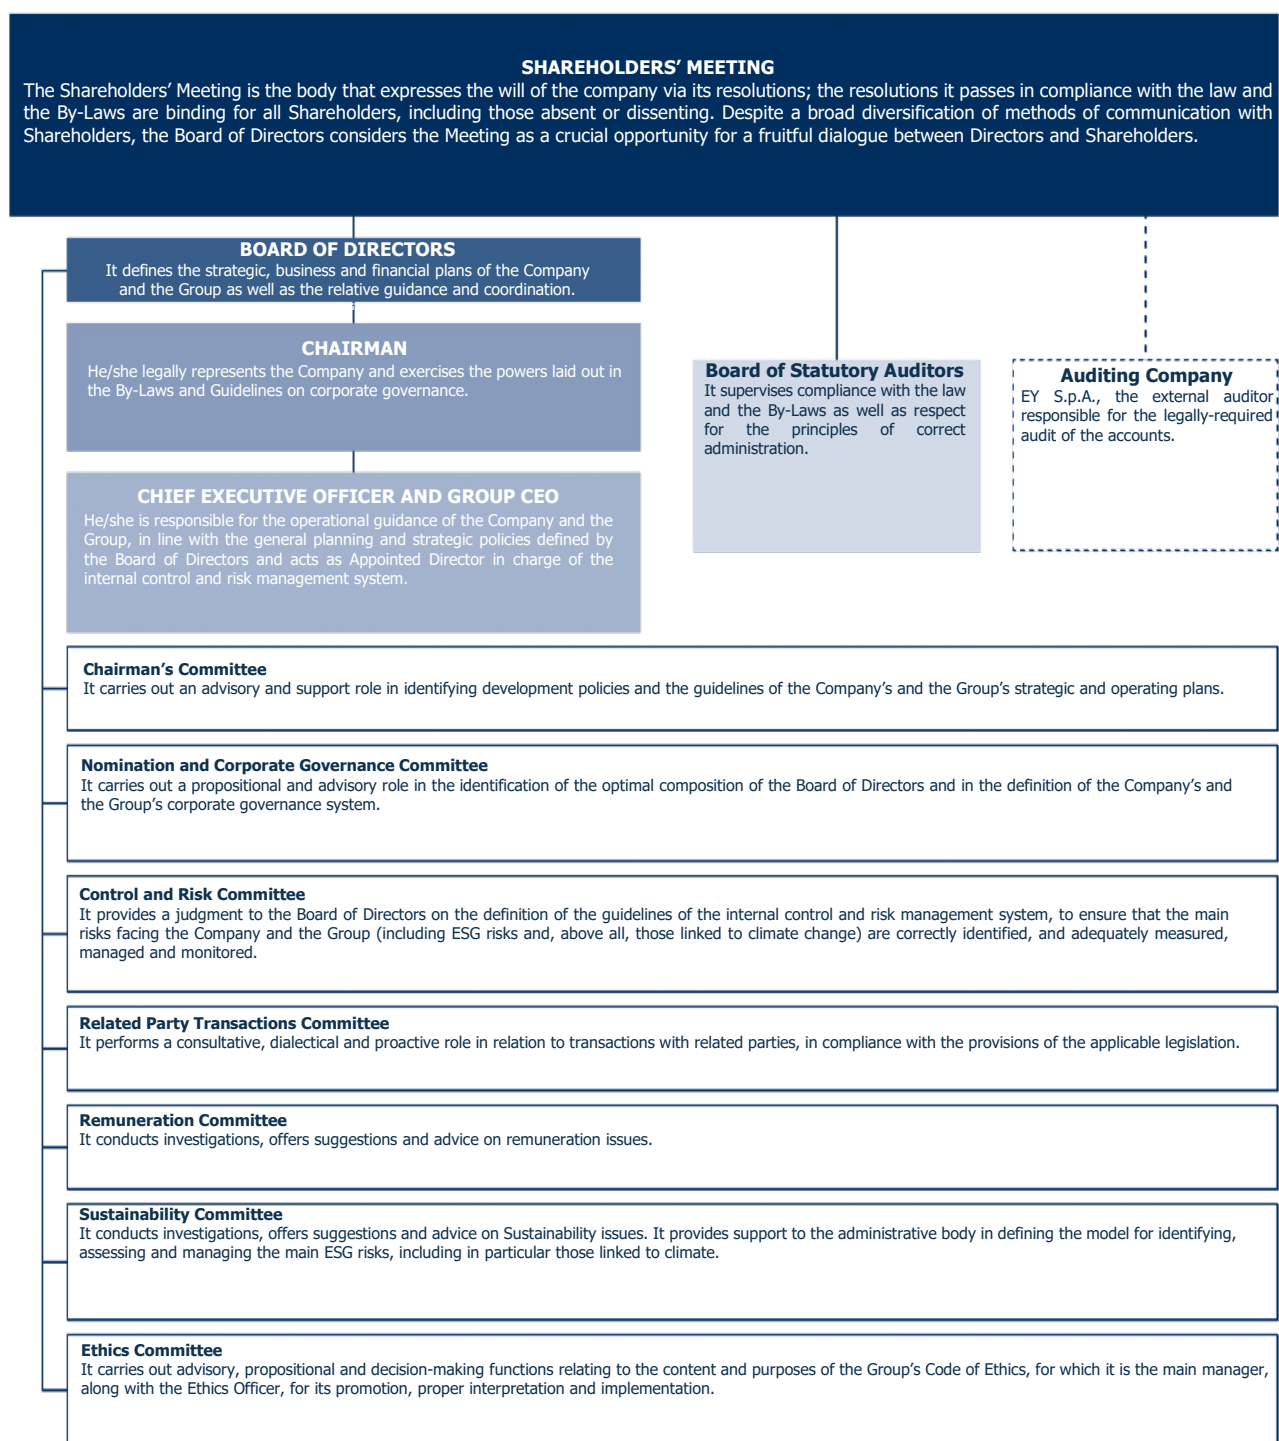 SHAREHOLDERS’ MEETING
The Shareholders’ Meeting is the body that expresses the will of the company via its resolutions; the resolutions it passes in compliance with the law and
the By-Laws are binding for all Shareholders, including those absent or dissenting. Despite a broad diversification of methods of communication with
Shareholders, the Board of Directors considers the Meeting as a crucial opportunity for a fruitful dialogue between Directors and Shareholders.
BOARD OF DIRECTORS
It defines the strategic, business and financial plans of the Company
and the Group as well as the relative guidance and coordination.
CHAIRMAN
He/she legally represents the Company and exercises the powers laid out in
the By-Laws and Guidelines on corporate governance.
CHIEF EXECUTIVE OFFICER AND GROUP CEO
He/she is responsible for the operational guidance of the Company and the
Group, in line with the general planning and strategic policies defined by
the Board of Directors and acts as Appointed Director in charge of the
internal control and risk management system.
Board of Statutory Auditors
It supervises compliance with the law
and the By-Laws as well as respect
for the principles of correct
administration.
Auditing Company
EY S.p.A., the external auditor
responsible for the legally-required
audit of the accounts.
Chairman’s Committee
It carries out an advisory and support role in identifying development policies and the guidelines of the Company’s and the Group’s strategic and operating plans.
Nomination and Corporate Governance Committee
It carries out a propositional and advisory role in the identification of the optimal composition of the Board of Directors and in the definition of the Company’s and
the Group’s corporate governance system.
Control and Risk Committee
It provides a judgment to the Board of Directors on the definition of the guidelines of the internal control and risk management system, to ensure that the main
risks facing the Company and the Group (including ESG risks and, above all, those linked to climate change) are correctly identified, and adequately measured,
managed and monitored.
Related Party Transactions Committee
It performs a consultative, dialectical and proactive role in relation to transactions with related parties, in compliance with the provisions of the applicable legislation.
Remuneration Committee
It conducts investigations, offers suggestions and advice on remuneration issues.
Sustainability Committee
It conducts investigations, offers suggestions and advice on Sustainability issues. It provides support to the administrative body in defining the model for identifying,
assessing and managing the main ESG risks, including in particular those linked to climate.
Ethics Committee
It carries out advisory, propositional and decision-making functions relating to the content and purposes of the Group’s Code of Ethics, for which it is the main manager,
along with the Ethics Officer, for its promotion, proper interpretation and implementation.